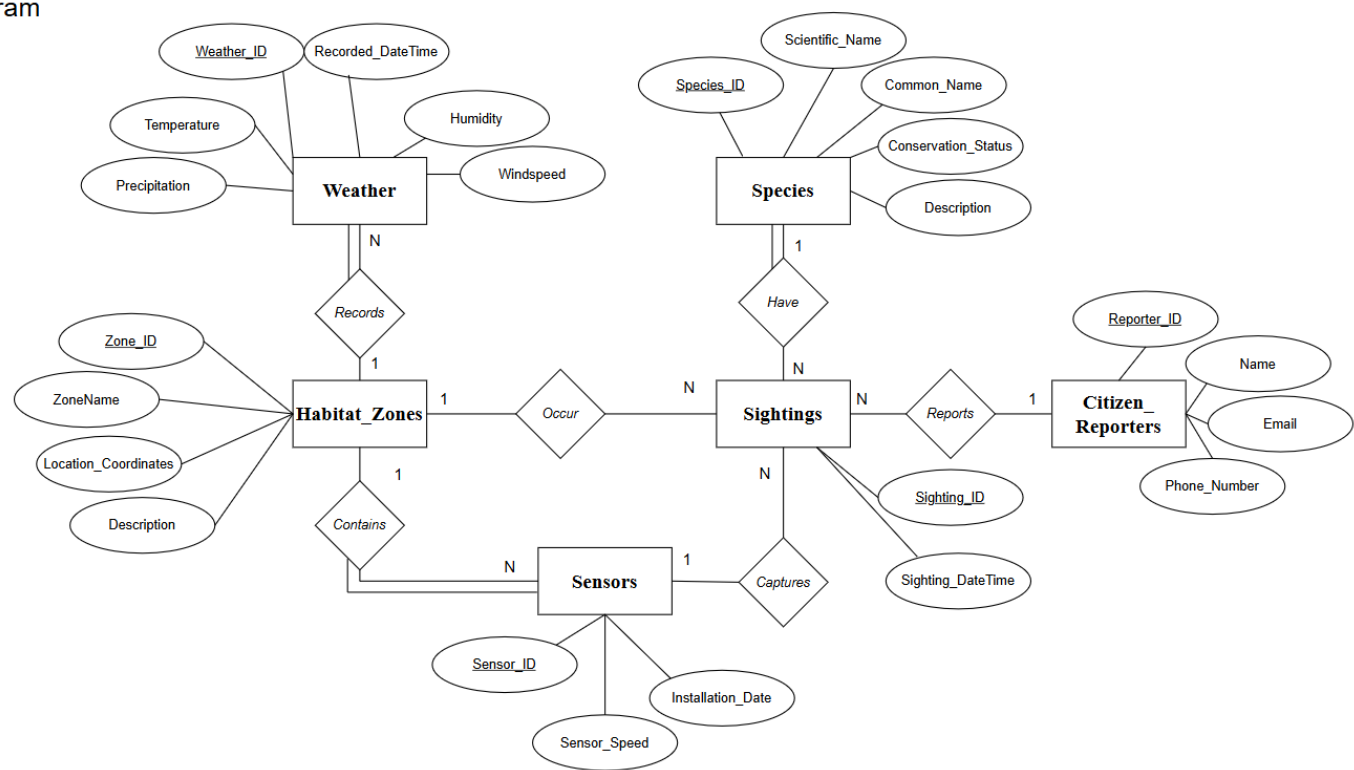 Weather_ID
Recorded_DateTime
Temperature
Humidity
Precipitation
Windspeed
Weather
N
Records
1
Scientific_Name
Species_ID
Common_Name
Conservation_Status
Description
Species
1
Have
N
Zone_ID
ZoneName
Location_Coordinates
Description
Habitat_Zones
1
Occur
N
Sightings
N
Reports
1
Citizen_
Reporters
Reporter_ID
Name
Email
Phone_Number
Sighting_ID
Sighting_DateTime
1
Contains
N
Sensors
1
Captures
N
Sensor_ID
Installation_Date
Sensor_Speed